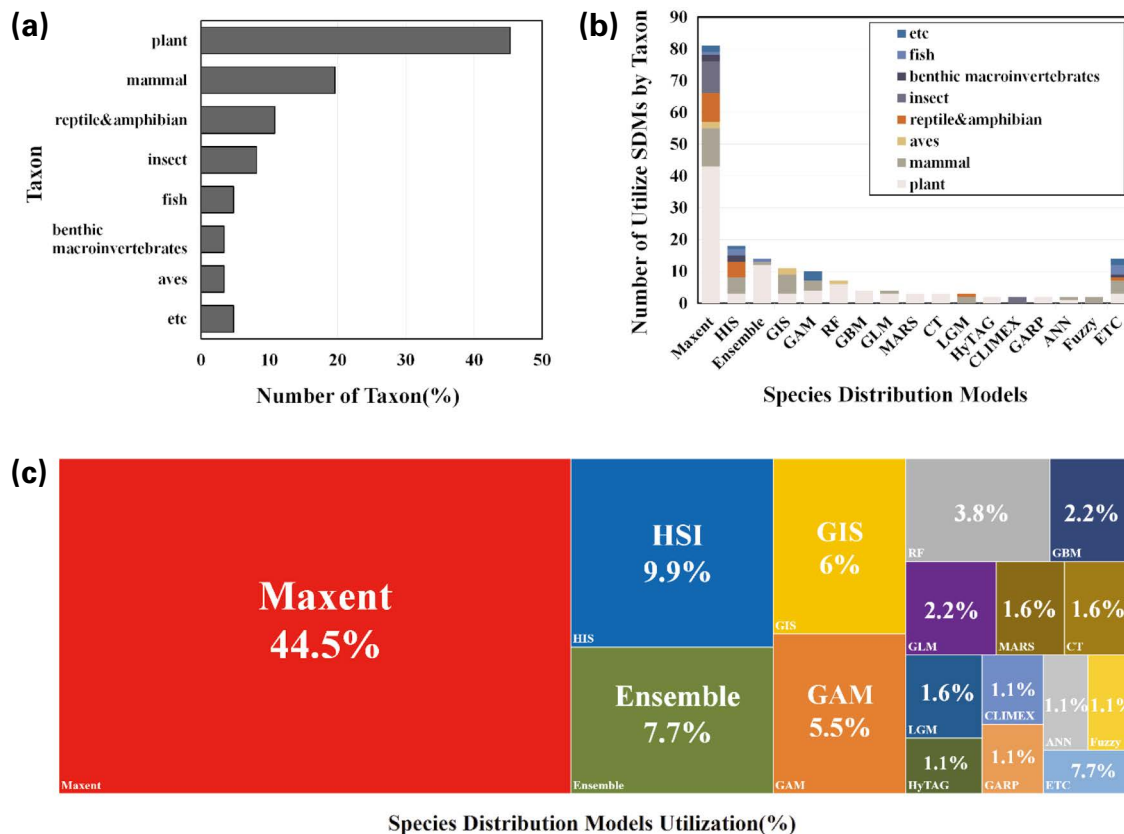 (a)
Taxon
plant
mammal
reptile&amphibian
insect
fish
benthic
macroinvertebrates
aves
etc
0 10 20 30 40 50
Number of Taxon(%)
(b)
Number of Utilize SDMs by Taxon
90
80
70
60
50
40
30
20
10
0
etc
fish
benthic macroinvertebrates
insect
reptile&amphibian
aves
mammal
plant
Maxent HIS Ensemble GIS GAM RF GBM GLM MARS CT LGM HyTAG CLIMEX GARP ANN Fuzzy ETC
Species Distribution Models
(c)
Maxent
44.5%
Maxent
HSI
9.9%
HIS
Ensemble
7.7%
Ensemble
GIS
6%
GIS
GAM
5.5%
GAM
3.8%
RF
2.2%
GBM
2.2%
GLM
1.6%
MARS
1.6%
CT
1.6%
LGM
1.1%
HyTAG
1.1%
CLIMEX
1.1%
GARP
1.1%
ANN
1.1%
Fuzzy
7.7%
ETC
Species Distribution Models Utilization(%)